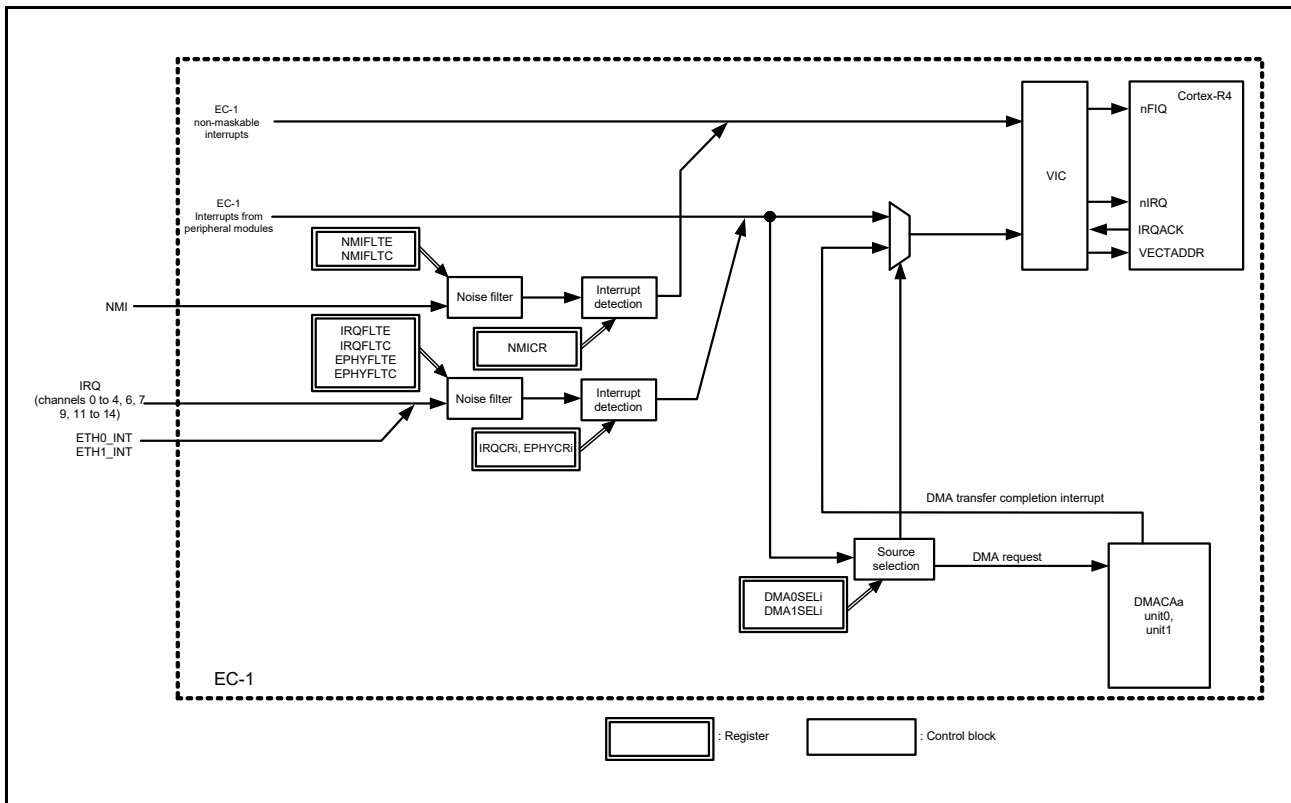 EC-1
non-maskable
interrupts
EC-1
Interrupts from
peripheral modules
NMIFLTE
NMIFLTC
NMI
Noise filter
Interrupt
detection
NMICR
IRQFLTE
IRQFLTC
EPHYFLTE
EPHYFLTC
IRQ
(channels 0 to 4, 6, 7
9, 11 to 14)
ETH0_INT
ETH1_INT
Noise filter
Interrupt
detection
IRQCRi, EPHYCRi
VIC
Cortex-R4
nFIQ
nIRQ
IRQACK
VECTADDR
DMA transfer completion interrupt
Source
selection
DMA request
DMA0SELi
DMA1SELi
DMACAa
unit0,
unit1
EC-1
: Register
: Control block